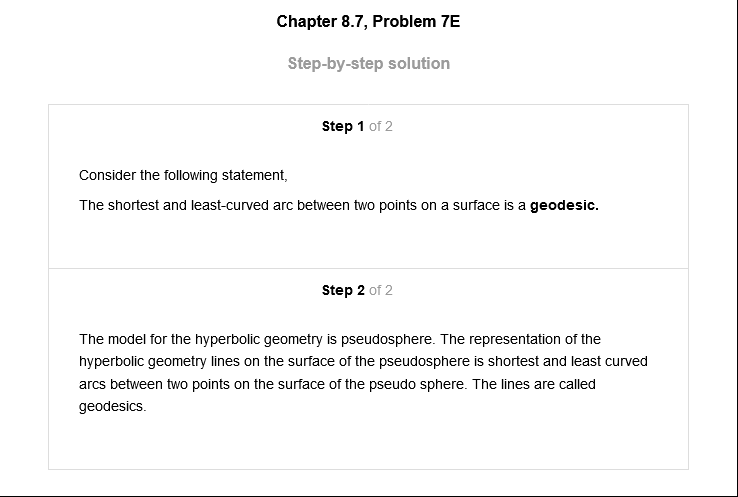 Chapter 8.7, Problem 7E
Step-by-step solution
Step 1 of 2
Consider the following statement,
The shortest and least-curved arc between two points on a surface is a geodesic.
Step 2 of 2
The model for the hyperbolic geometry is pseudosphere. The representation of the
hyperbolic geometry lines on the surface of the pseudosphere is shortest and least curved
arcs between two points on the surface of the pseudo sphere. The lines are called
geodesics.